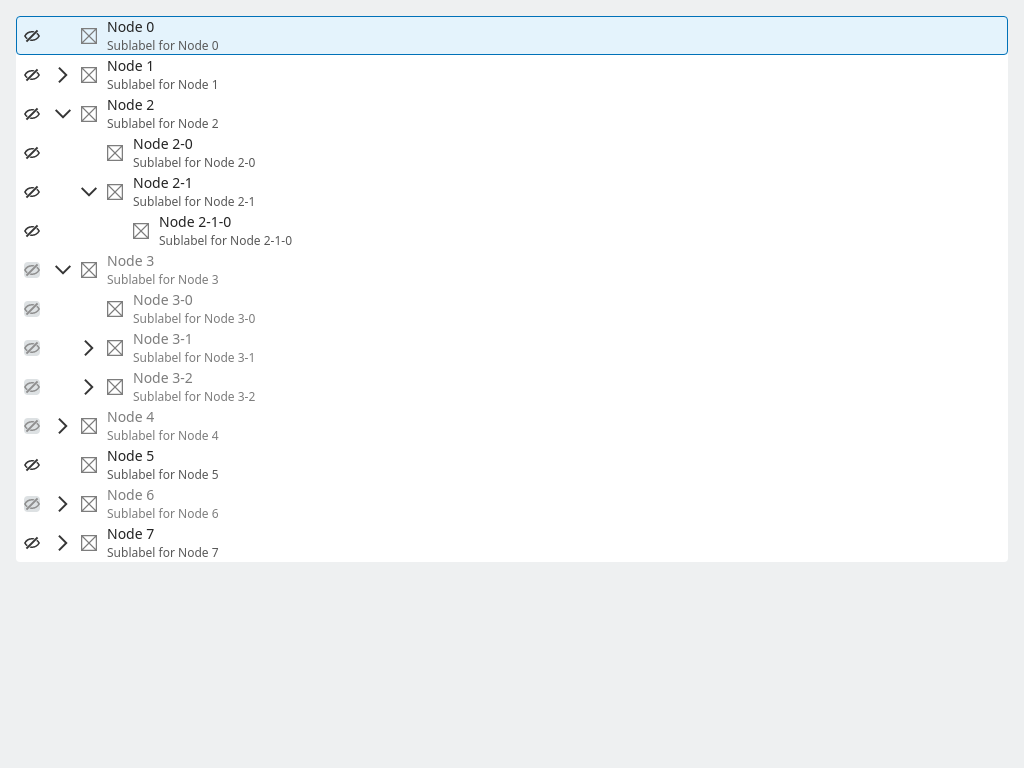 Node 0
Sublabel for Node 0
Node 1
Sublabel for Node 1
Node 2
Sublabel for Node 2
Node 2-0
Sublabel for Node 2-0
Node 2-1
Sublabel for Node 2-1
Node 2-1-0
Sublabel for Node 2-1-0
Node 3
Sublabel for Node 3
Node 3-0
Sublabel for Node 3-0
Node 3-1
Sublabel for Node 3-1
Node 3-2
Sublabel for Node 3-2
Node 4
Sublabel for Node 4
Node 5
Sublabel for Node 5
Node 6
Sublabel for Node 6
Node 7
Sublabel for Node 7